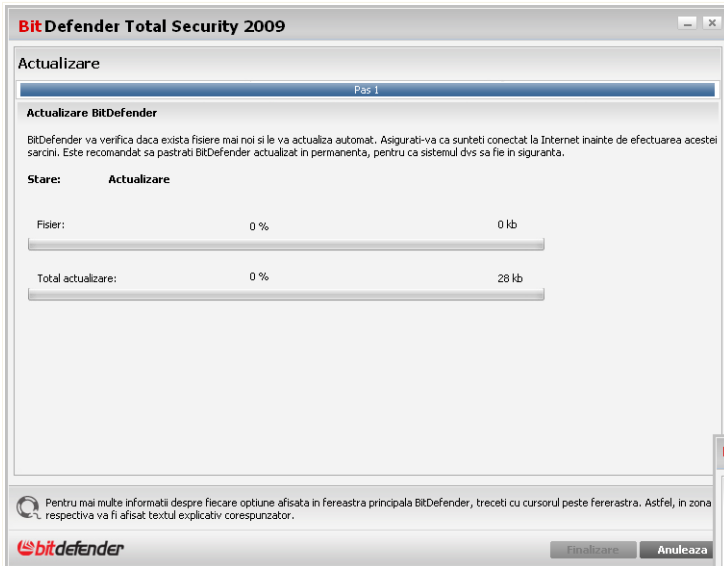 BitDefender Total Security 2009
Actualizare
Pas 1
Actualizare BitDefender
BitDefender va verifica daca exista fisiere mai noi si le va actualiza automat. Asigurati-va ca sunteti conectat la Internet inainte de efectuarea acestei
sarcini. Este recomandat sa pastrati BitDefender actualizat in permanenta, pentru ca sistemul dvs sa fie in siguranta.
Stare: Actualizare
Fisier: 0 % 0 kb
Total actualizare: 0 % 28 kb
Pentru mai multe informatii despre fiecare optiune afisata in fereastra principala BitDefender, treceti cu cursorul peste fererastra. Astfel, in zona
respectiva va fi afisat textul explicativ corespunzator.
bitdefender
Finalizare Anuleaza